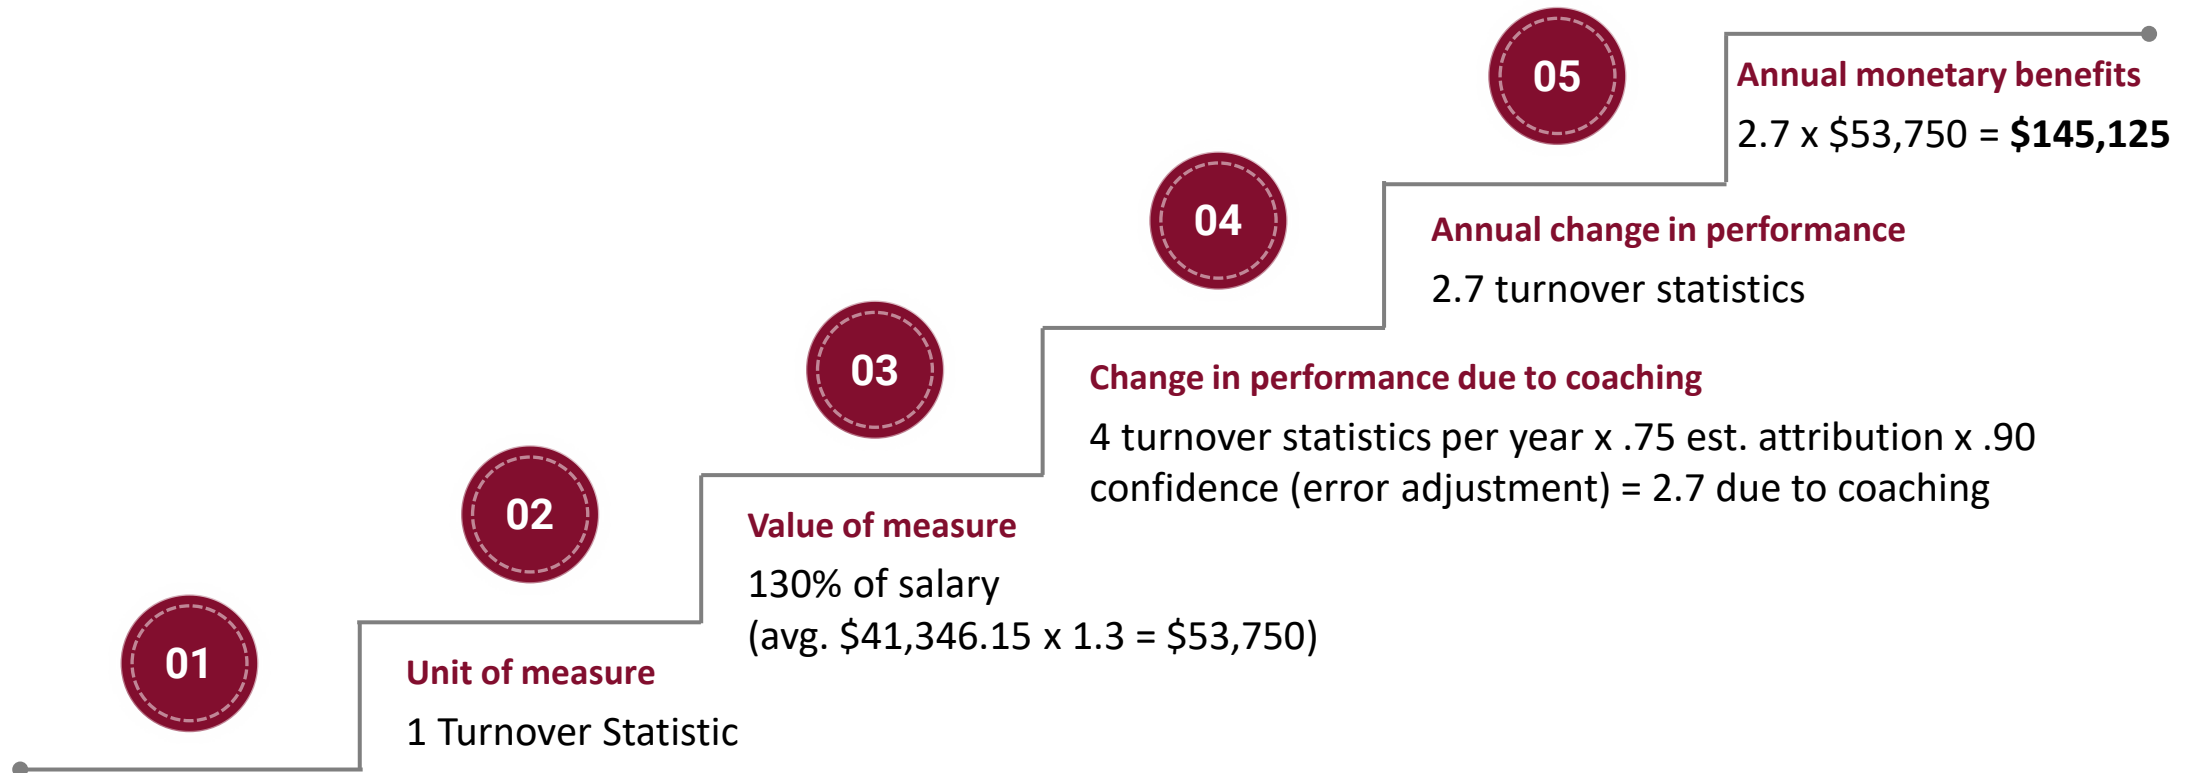 01
Unit of measure
1 Turnover Statistic
02
Value of measure
130% of salary
(avg. $41,346.15 x 1.3 = $53,750)
03
Change in performance due to coaching
4 turnover statistics per year x .75 est. attribution x .90
confidence (error adjustment) = 2.7 due to coaching
04
Annual change in performance
2.7 turnover statistics
05
Annual monetary benefits
2.7 x $53,750 = $145,125